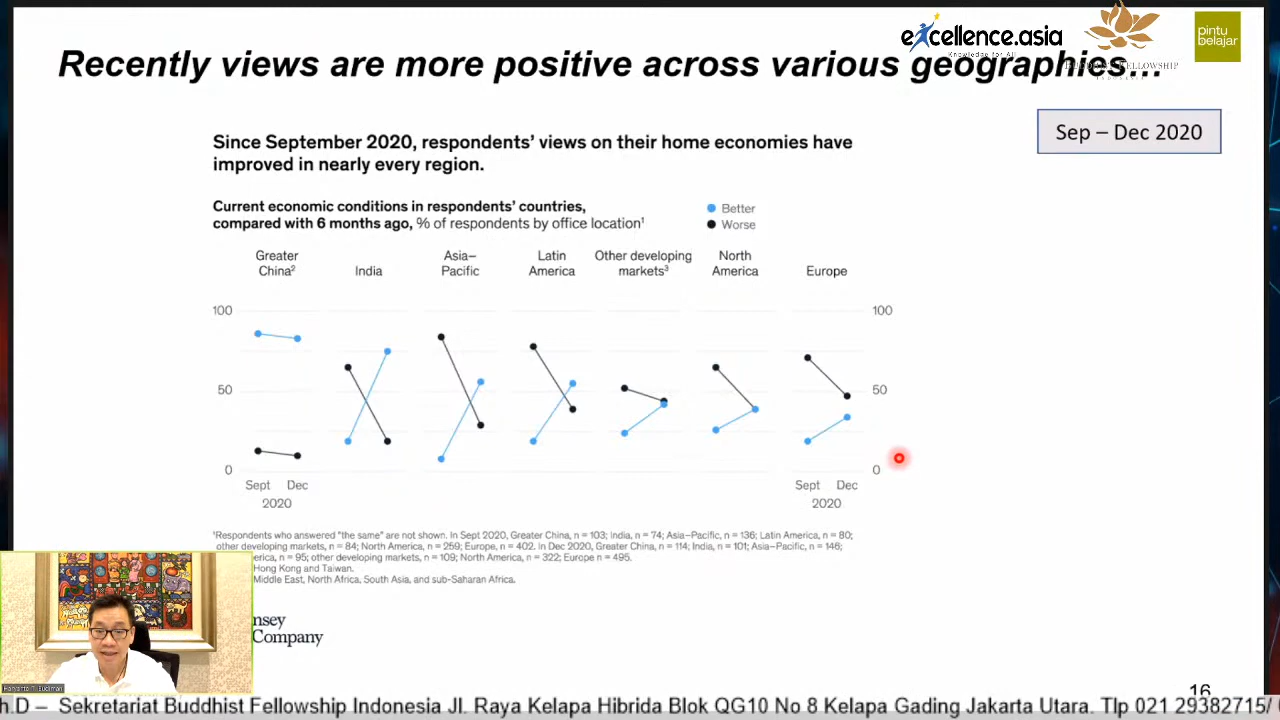 Recently views are more positive across various geographies…
excellence.asia
Knowledge for All
FELLOWSHIP
INDONESIA
pintu
belajar
Sep – Dec 2020
Since September 2020, respondents' views on their home economies have
improved in nearly every region.
Current economic conditions in respondents' countries,
compared with 6 months ago, % of respondents by office location¹
Better
Worse
Greater
China²
India
Asia–
Pacific
Latin
America
Other developing
markets³
North
America
Europe
100
100
50
50
0
0
Sept Dec
2020
Sept Dec
2020
¹Respondents who answered "the same" are not shown. In Sept 2020, Greater China, n = 103; India, n = 74; Asia–Pacific, n = 136; Latin America, n = 80;
other developing markets, n = 84; North America, n = 259; Europe, n = 402. In Dec 2020, Greater China, n = 114; India, n = 101; Asia–Pacific, n = 146;
erica, n = 95; other developing markets, n = 109; North America, n = 322; Europe n = 495.
Hong Kong and Taiwan.
Middle East, North Africa, South Asia, and sub-Saharan Africa.
nsey
Company
16
h.D – Sekretariat Buddhist Fellowship Indonesia Jl. Raya Kelapa Hibrida Blok QG10 No 8 Kelapa Gading Jakarta Utara. Tlp 021 29382715/